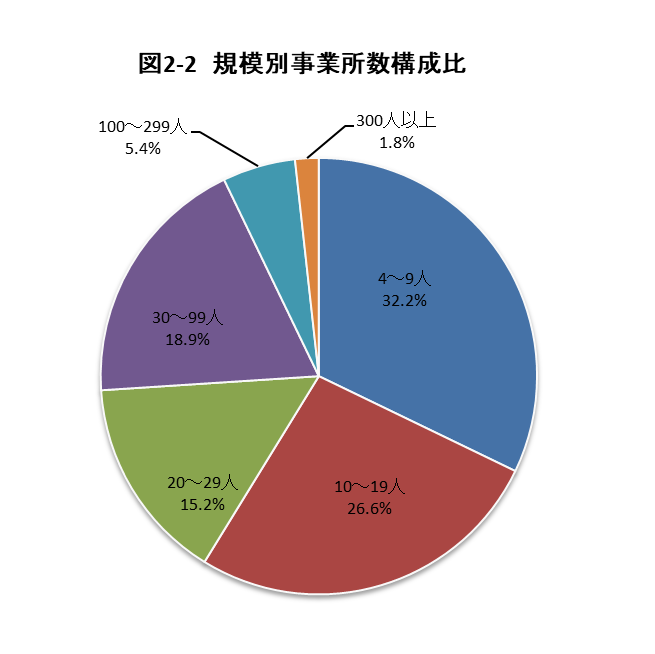 図2-2 規模別事業所数構成比
100～299人
5.4%
300人以上
1.8%
4～9人
32.2%
30～99人
18.9%
20～29人
15.2%
10～19人
26.6%